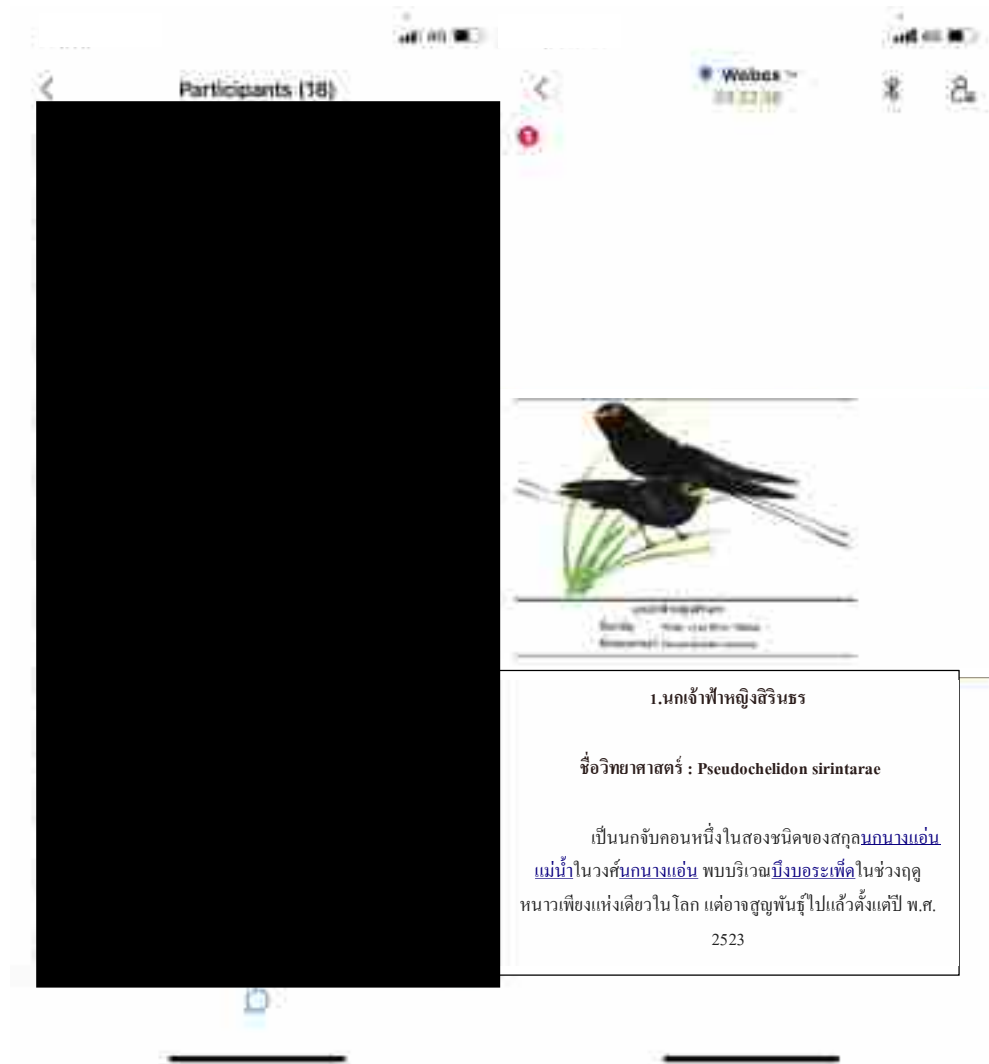 4G
4G
Participants (18)
Webex
1
1.นกเจ้าฟ้าหญิงสิรินธร
ชื่อวิทยาศาสตร์ : Pseudochelidon sirintarae
เป็นนกจับคอนหนึ่งในสองชนิดของสกุลนกนางแอ่น
แม่น้ำในวงศ์นกนางแอ่น พบบริเวณบึงบอระเพ็ดในช่วงฤดู
หนาวเพียงแห่งเดียวในโลก แต่อาจสูญพันธุ์ไปแล้วตั้งแต่ปี พ.ศ.
2523